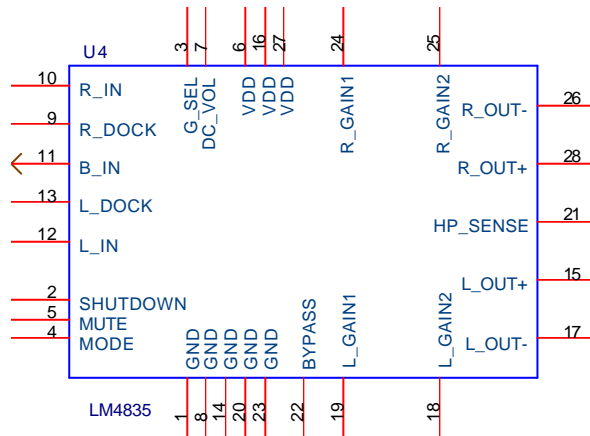 U4
3 7 6 16 27 24 25
G_SEL DC_VOL VDD VDD VDD R_GAIN1 R_GAIN2
10 R_IN
9 R_DOCK
11 B_IN
13 L_DOCK
12 L_IN
2 SHUTDOWN
5 MUTE
4 MODE
R_OUT- 26
R_OUT+ 28
HP_SENSE 21
L_OUT+ 15
L_OUT- 17
GND GND GND GND GND BYPASS L_GAIN1 L_GAIN2
1 8 14 20 23 22 19 18
LM4835